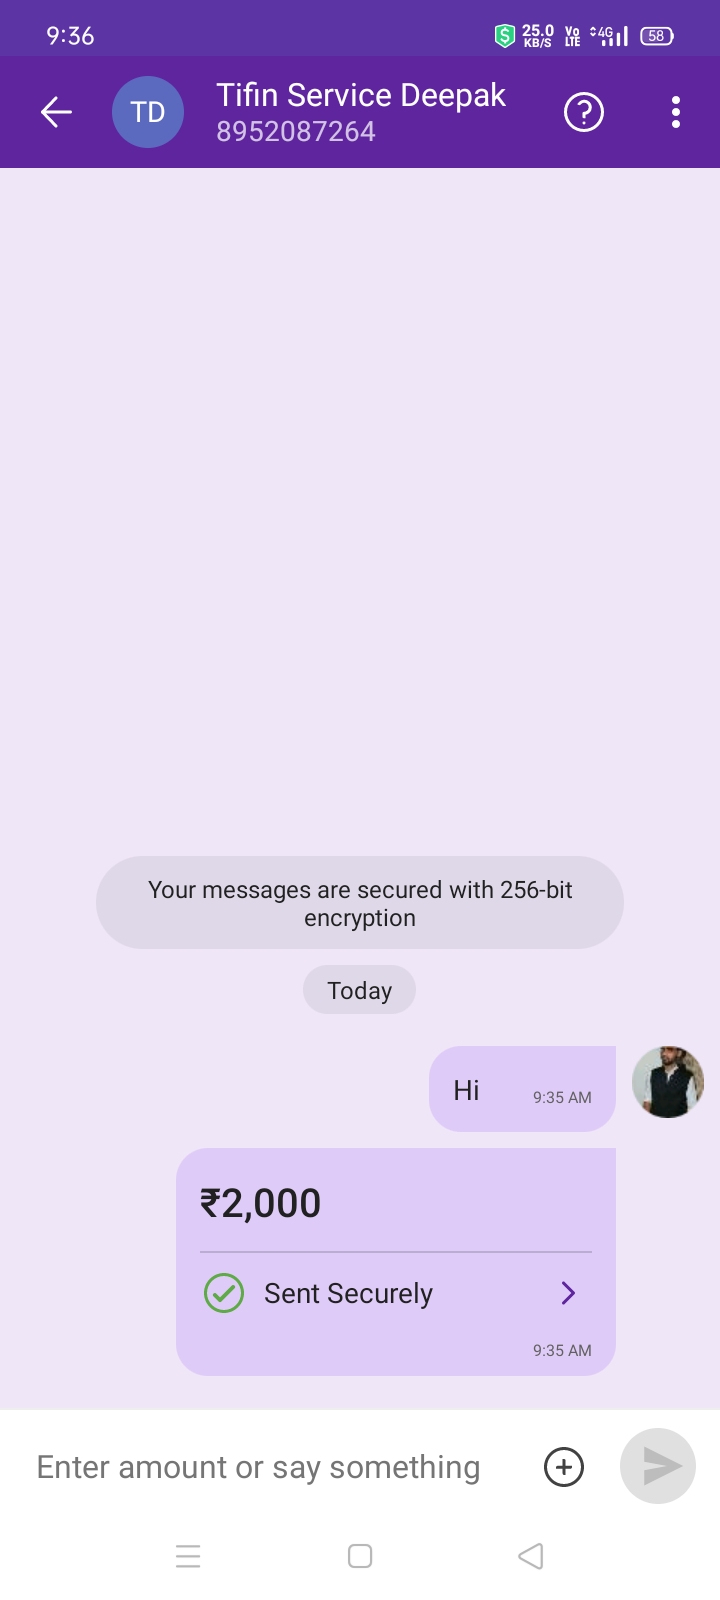 9:36
25.0 KB/S
Vo LTE
4G
58
TD
Tifin Service Deepak
8952087264
Your messages are secured with 256-bit
encryption
Today
Hi
9:35 AM
₹2,000
Sent Securely
9:35 AM
Enter amount or say something